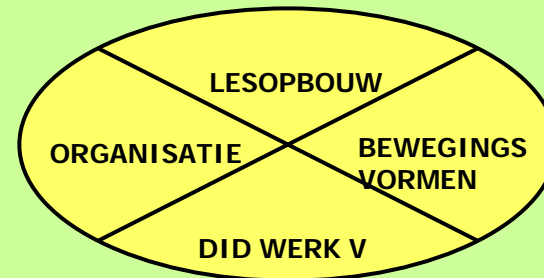 LESOPBOUW
ORGANISATIE
BEWEGINGS
VORMEN
DID WERK V